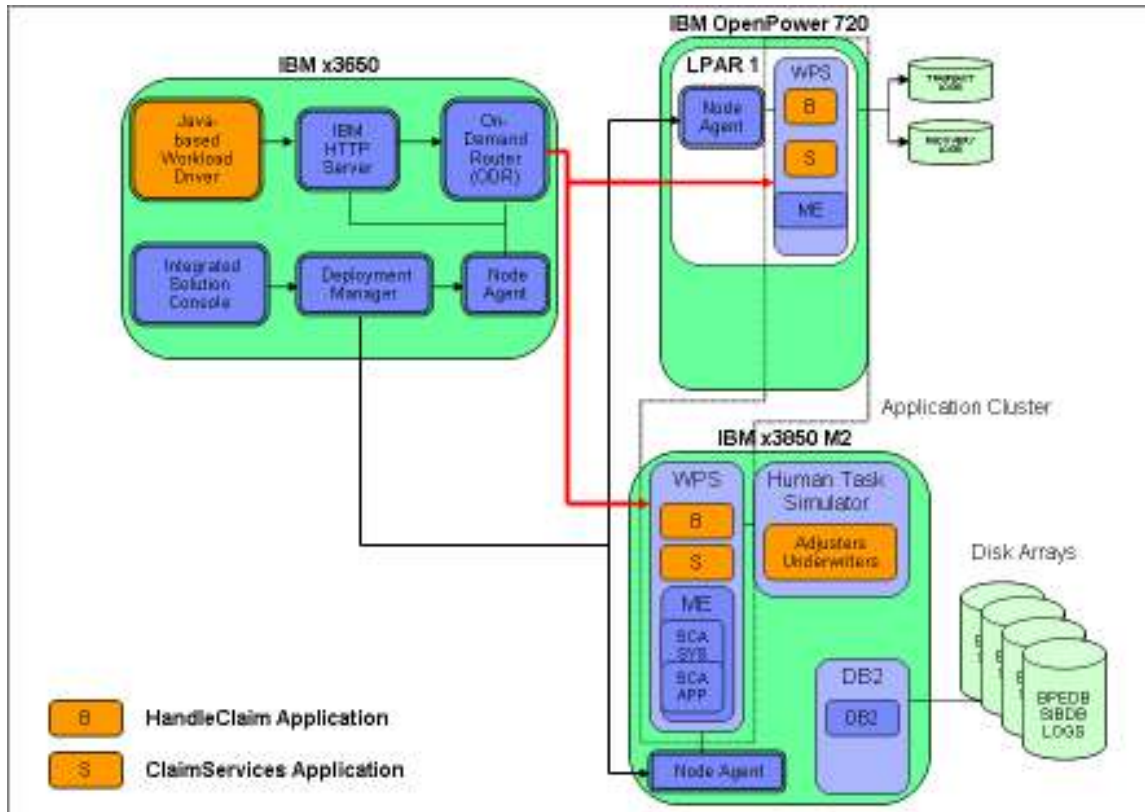 IBM OpenPower 720
IBM x3650
LPAR 1
WPS
Node
Agent
B
S
ME
Java-
based
Workload
Driver
IBM
HTTP
Server
On-
Demand
Router
(ODR)
Integrated
Solution
Console
Deployment
Manager
Node
Agent
Application Cluster
IBM x3850 M2
WPS
B
S
ME
SCA
SYS
SCA
APP
Human Task
Simulator
Adjusters
Underwriters
Disk Arrays
DB2
DB2
BPEDB
SIBDB
LOGS
B
HandleClaim Application
S
ClaimServices Application
Node Agent